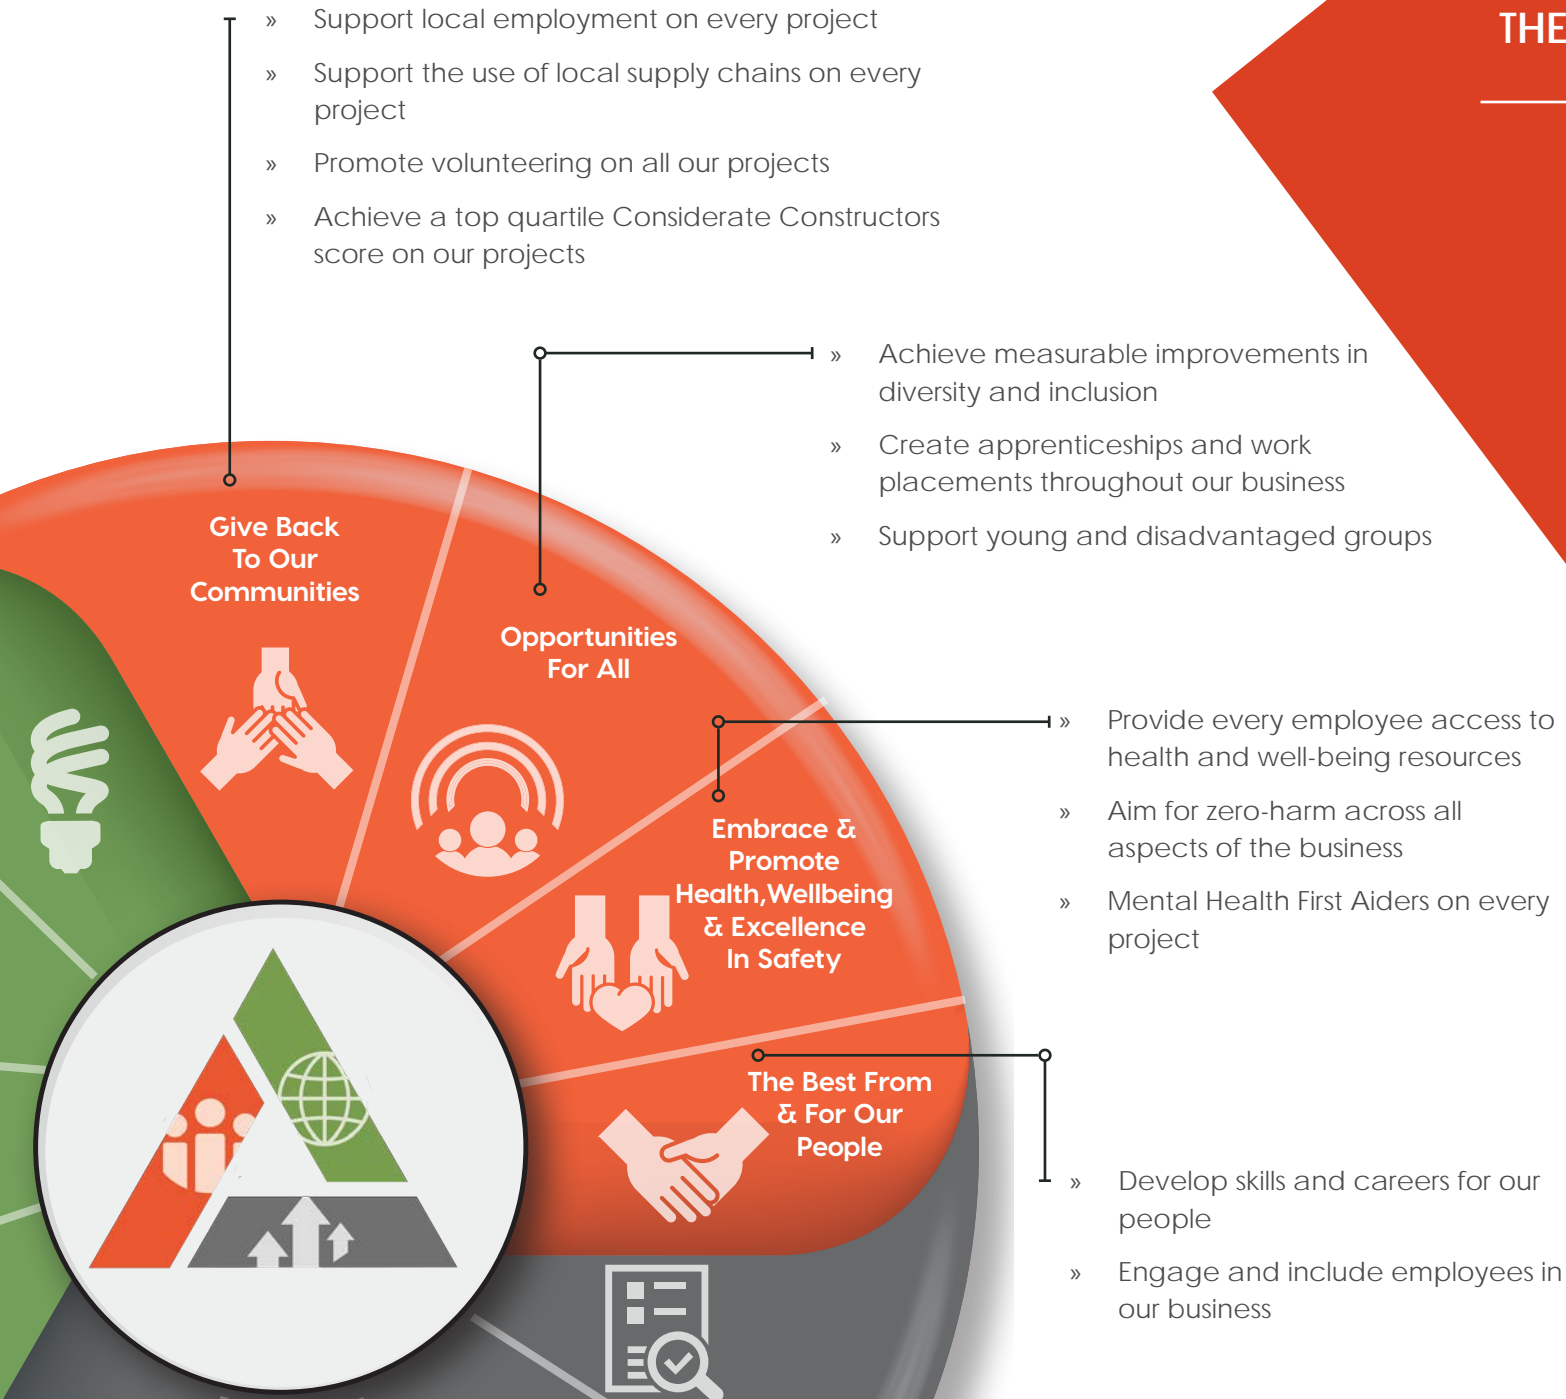 » Support local employment on every project
» Support the use of local supply chains on every
project
» Promote volunteering on all our projects
» Achieve a top quartile Considerate Constructors
score on our projects
THE
» Achieve measurable improvements in
diversity and inclusion
» Create apprenticeships and work
placements throughout our business
» Support young and disadvantaged groups
Give Back
To Our
Communities
Opportunities
For All
» Provide every employee access to
health and well-being resources
» Aim for zero-harm across all
aspects of the business
» Mental Health First Aiders on every
project
Embrace &
Promote
Health,Wellbeing
& Excellence
In Safety
The Best From
& For Our
People
» Develop skills and careers for our
people
» Engage and include employees in
our business